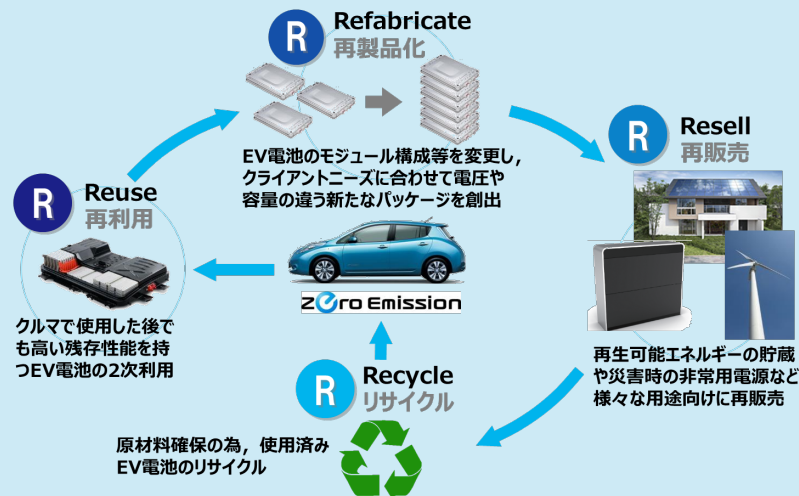 R
Refabricate
再製品化
EV電池のモジュール構成等を変更し，
クライアントニーズに合わせて電圧や
容量の違う新たなパッケージを創出
R
Resell
再販売
再生可能エネルギーの貯蔵
や災害時の非常用電源など
様々な用途向けに再販売
R
Reuse
再利用
クルマで使用した後で
も高い残存性能を持
つEV電池の2次利用
zero Emission
R
Recycle
リサイクル
原材料確保の為，使用済み
EV電池のリサイクル